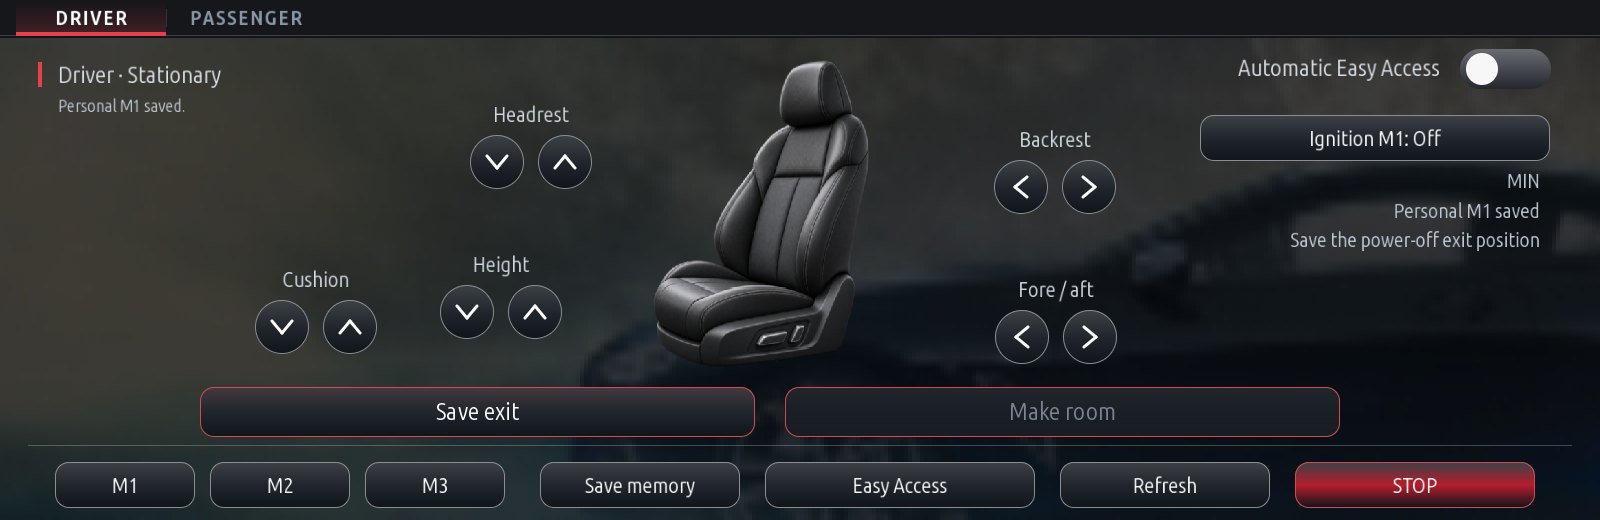 DRIVER
PASSENGER
Driver · Stationary
Personal M1 saved.
Automatic Easy Access
Headrest
Backrest
Ignition M1: Off
MIN
Personal M1 saved
Save the power-off exit position
Cushion
Height
Fore / aft
Save exit
Make room
M1
M2
M3
Save memory
Easy Access
Refresh
STOP